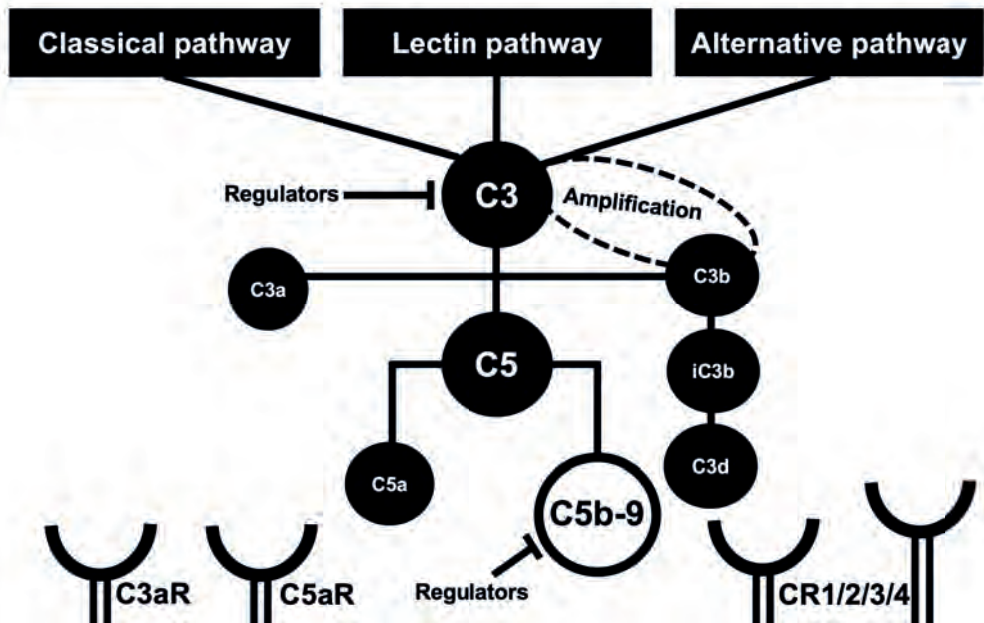 Classical pathway
Lectin pathway
Alternative pathway
Regulators
C3
Amplification
C3a
C3b
C5
iC3b
C5a
C3d
C5b-9
Regulators
C3aR
C5aR
CR1/2/3/4